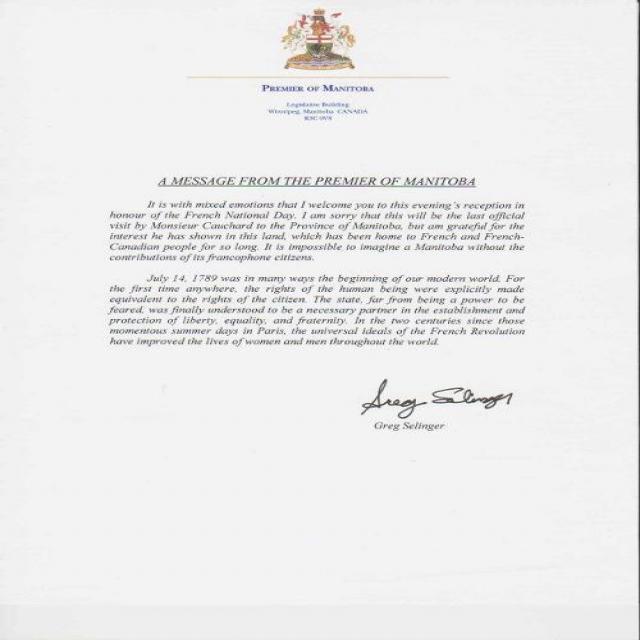 PREMIER OF MANITOBA
Legislative Building
Winnipeg, Manitoba CANADA
R3C 0V8
A MESSAGE FROM THE PREMIER OF MANITOBA
It is with mixed emotions that I welcome you to this evening's reception in
honour of the French National Day. I am sorry that this will be the last official
visit by Monsieur Cauchard to the Province of Manitoba, but am grateful for the
interest he has shown in this land, which has been home to French and French-
Canadian people for so long. It is impossible to imagine a Manitoba without the
contributions of its francophone citizens.
July 14, 1789 was in many ways the beginning of our modern world. For
the first time anywhere, the rights of the human being were explicitly made
equivalent to the rights of the citizen. The state, far from being a power to be
feared, was finally understood to be a necessary partner in the establishment and
protection of liberty, equality, and fraternity. In the two centuries since those
momentous summer days in Paris, the universal ideals of the French Revolution
have improved the lives of women and men throughout the world.
Greg Selinger
Greg Selinger